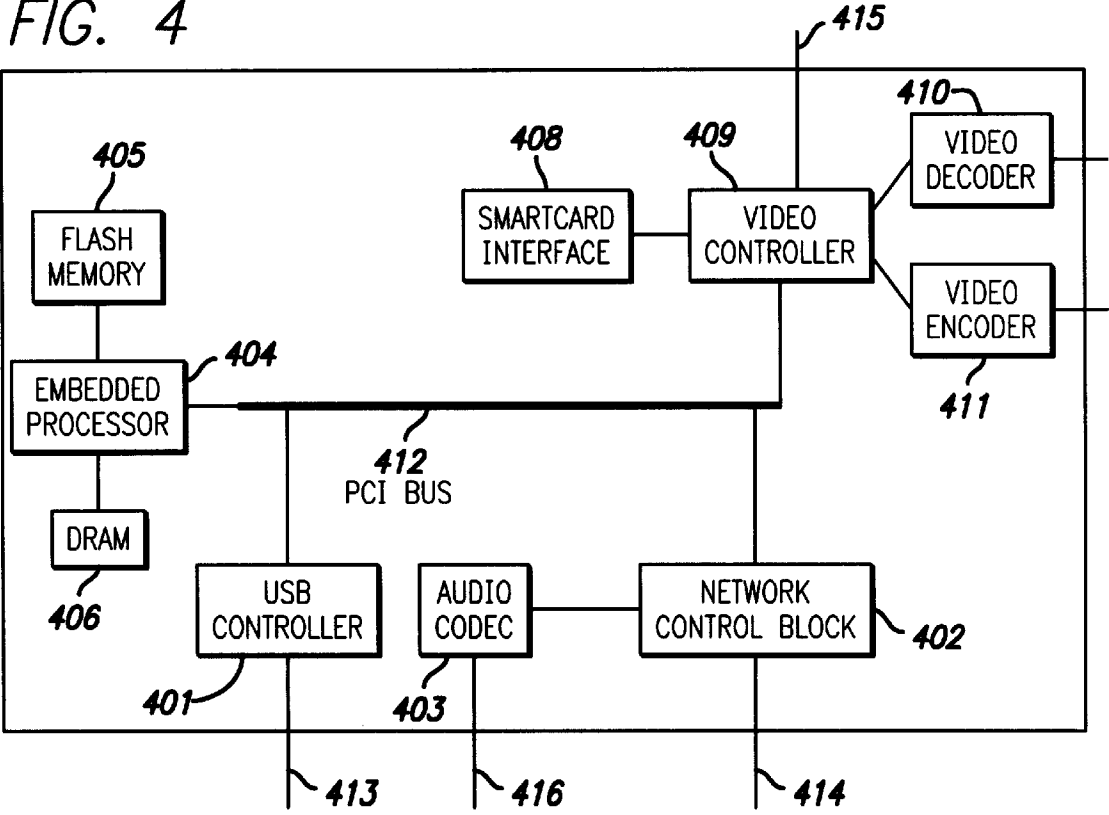 FIG. 4
415
410
VIDEO
DECODER
405
408
409
FLASH
MEMORY
SMARTCARD
INTERFACE
VIDEO
CONTROLLER
VIDEO
ENCODER
411
404
EMBEDDED
PROCESSOR
412
PCI BUS
DRAM
406
USB
CONTROLLER
401
AUDIO
CODEC
403
NETWORK
CONTROL BLOCK
402
413
416
414